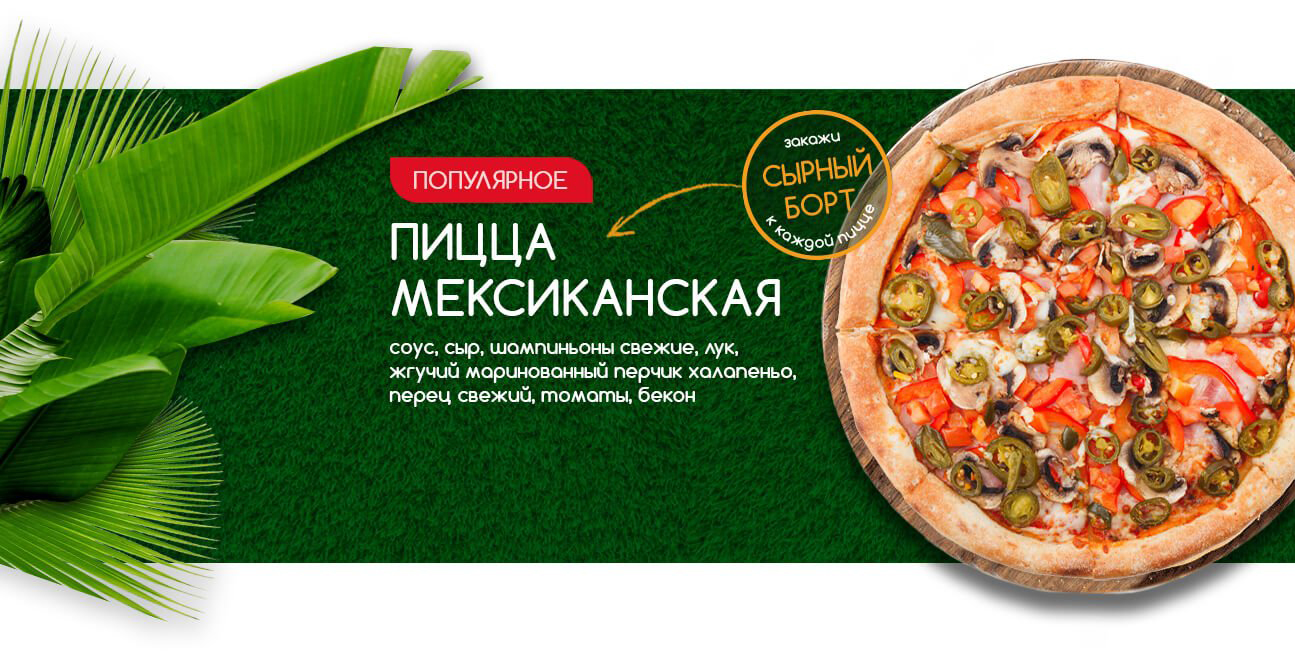 ПОПУЛЯРНОЕ
ПИЦЦА
МЕКСИКАНСКАЯ
соус, сыр, шампиньоны свежие, лук,
жгучий маринованный перчик халапеньо,
перец свежий, томаты, бекон
закажи
СЫРНЫЙ
БОРТ
к каждой пицце